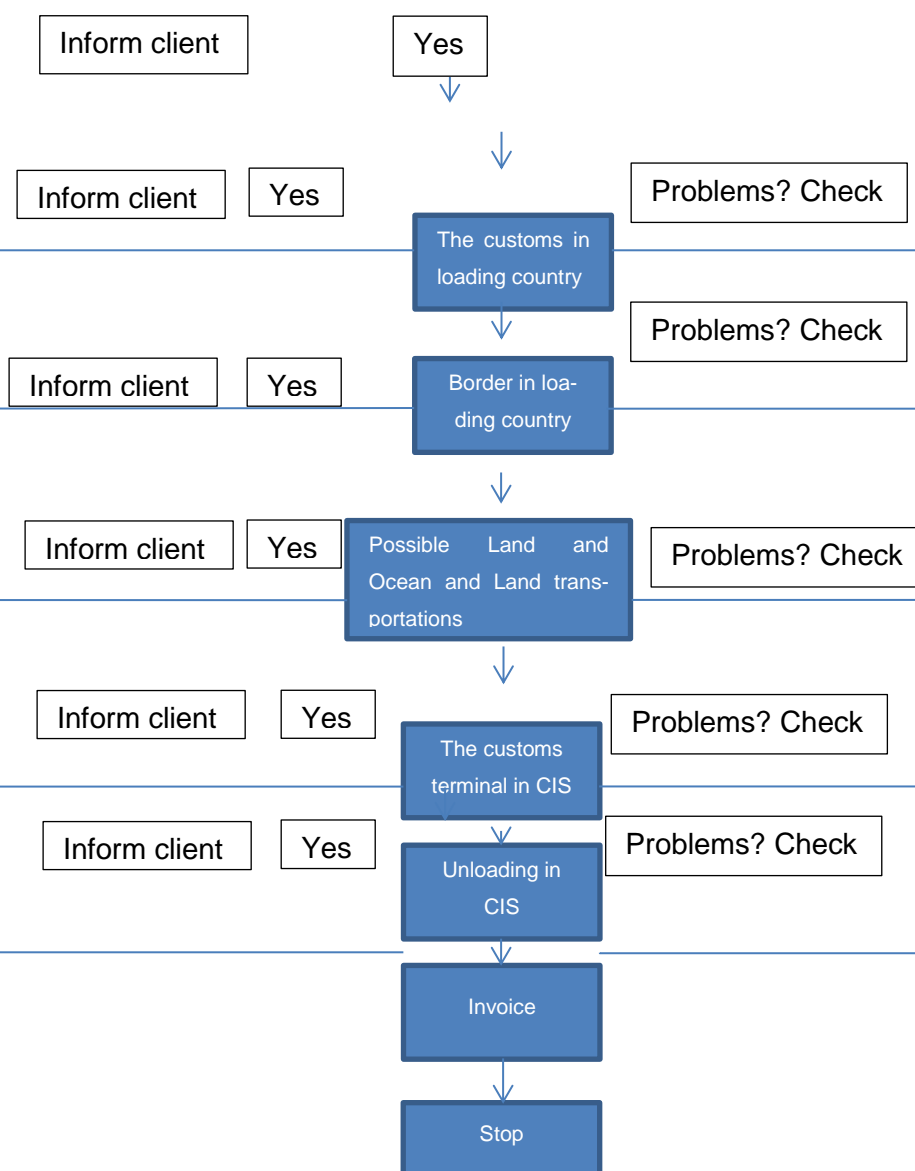 Inform client
Yes
Inform client
Yes
Problems? Check
The customs in
loading country
Problems? Check
Inform client
Yes
Border in loa-
ding country
Inform client
Yes
Possible Land and
Ocean and Land trans-
portations
Problems? Check
Inform client
Yes
Problems? Check
The customs
terminal in CIS
Inform client
Yes
Problems? Check
Unloading in
CIS
Invoice
Stop